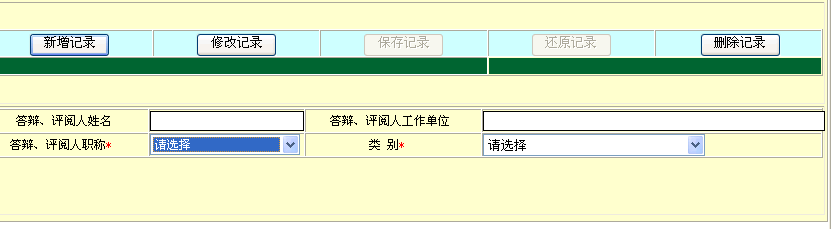 新增记录 修改记录 保存记录 还原记录 删除记录
答辩、评阅人姓名 答辩、评阅人工作单位
答辩、评阅人职称* 请选择 类 别* 请选择